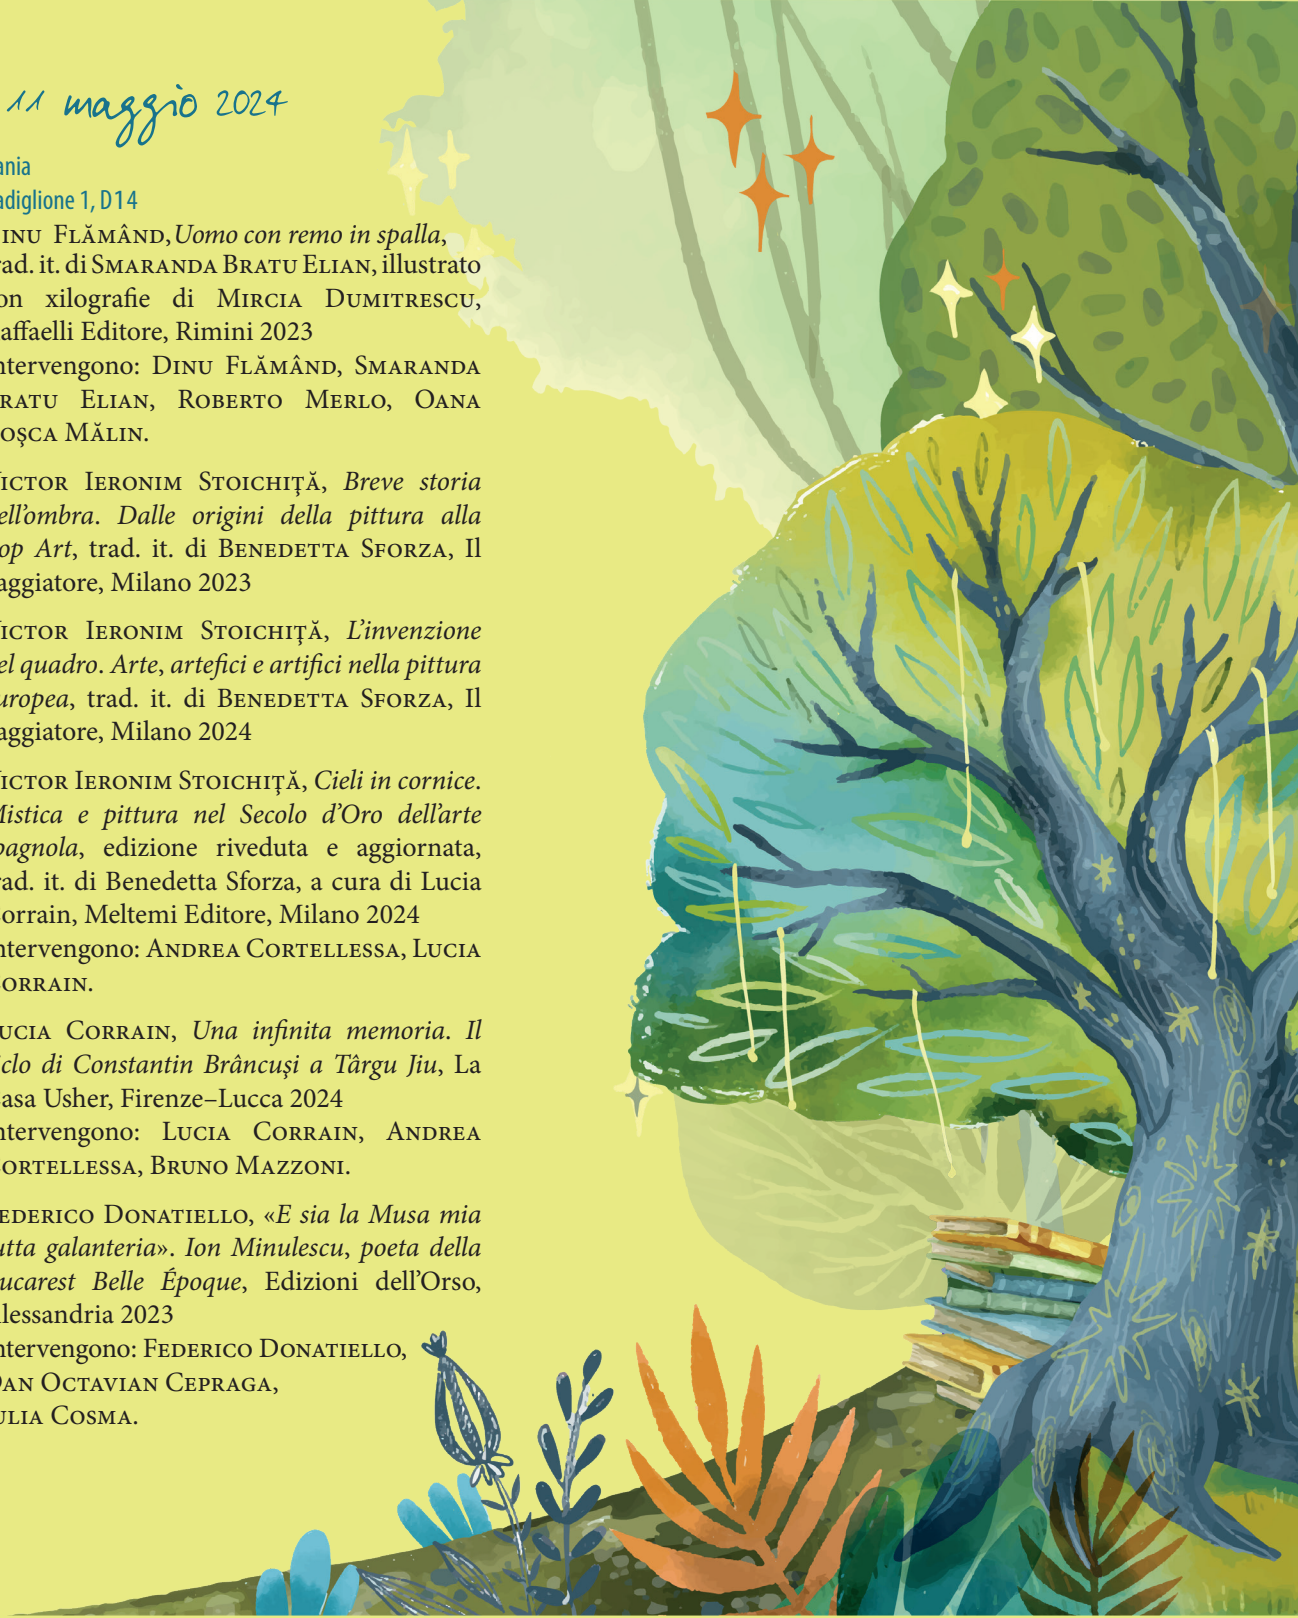 11 maggio 2024
ania
adiglione 1, D14
INU FLĂMÂND, Uomo con remo in spalla,
rad. it. di SMARANDA BRATU ELIAN, illustrato
on xilografie di MIRCIA DUMITRESCU,
affaelli Editore, Rimini 2023
ntervengono: DINU FLĂMÂND, SMARANDA
RATU ELIAN, ROBERTO MERLO, OANA
OŞCA MĂLIN.
ICTOR IERONIM STOICHIŢĂ, Breve storia
ell'ombra. Dalle origini della pittura alla
op Art, trad. it. di BENEDETTA SFORZA, Il
aggiatore, Milano 2023
ICTOR IERONIM STOICHIŢĂ, L'invenzione
el quadro. Arte, artefici e artifici nella pittura
uropea, trad. it. di BENEDETTA SFORZA, Il
aggiatore, Milano 2024
ICTOR IERONIM STOICHIŢĂ, Cieli in cornice.
Mistica e pittura nel Secolo d'Oro dell'arte
pagnola, edizione riveduta e aggiornata,
rad. it. di Benedetta Sforza, a cura di Lucia
orrain, Meltemi Editore, Milano 2024
ntervengono: ANDREA CORTELLESSA, LUCIA
ORRAIN.
UCIA CORRAIN, Una infinita memoria. Il
iclo di Constantin Brâncuşi a Târgu Jiu, La
asa Usher, Firenze–Lucca 2024
ntervengono: LUCIA CORRAIN, ANDREA
ORTELLESSA, BRUNO MAZZONI.
EDERICO DONATIELLO, «E sia la Musa mia
utta galanteria». Ion Minulescu, poeta della
ucarest Belle Époque, Edizioni dell'Orso,
lessandria 2023
ntervengono: FEDERICO DONATIELLO,
DAN OCTAVIAN CEPRAGA,
ULIA COSMA.